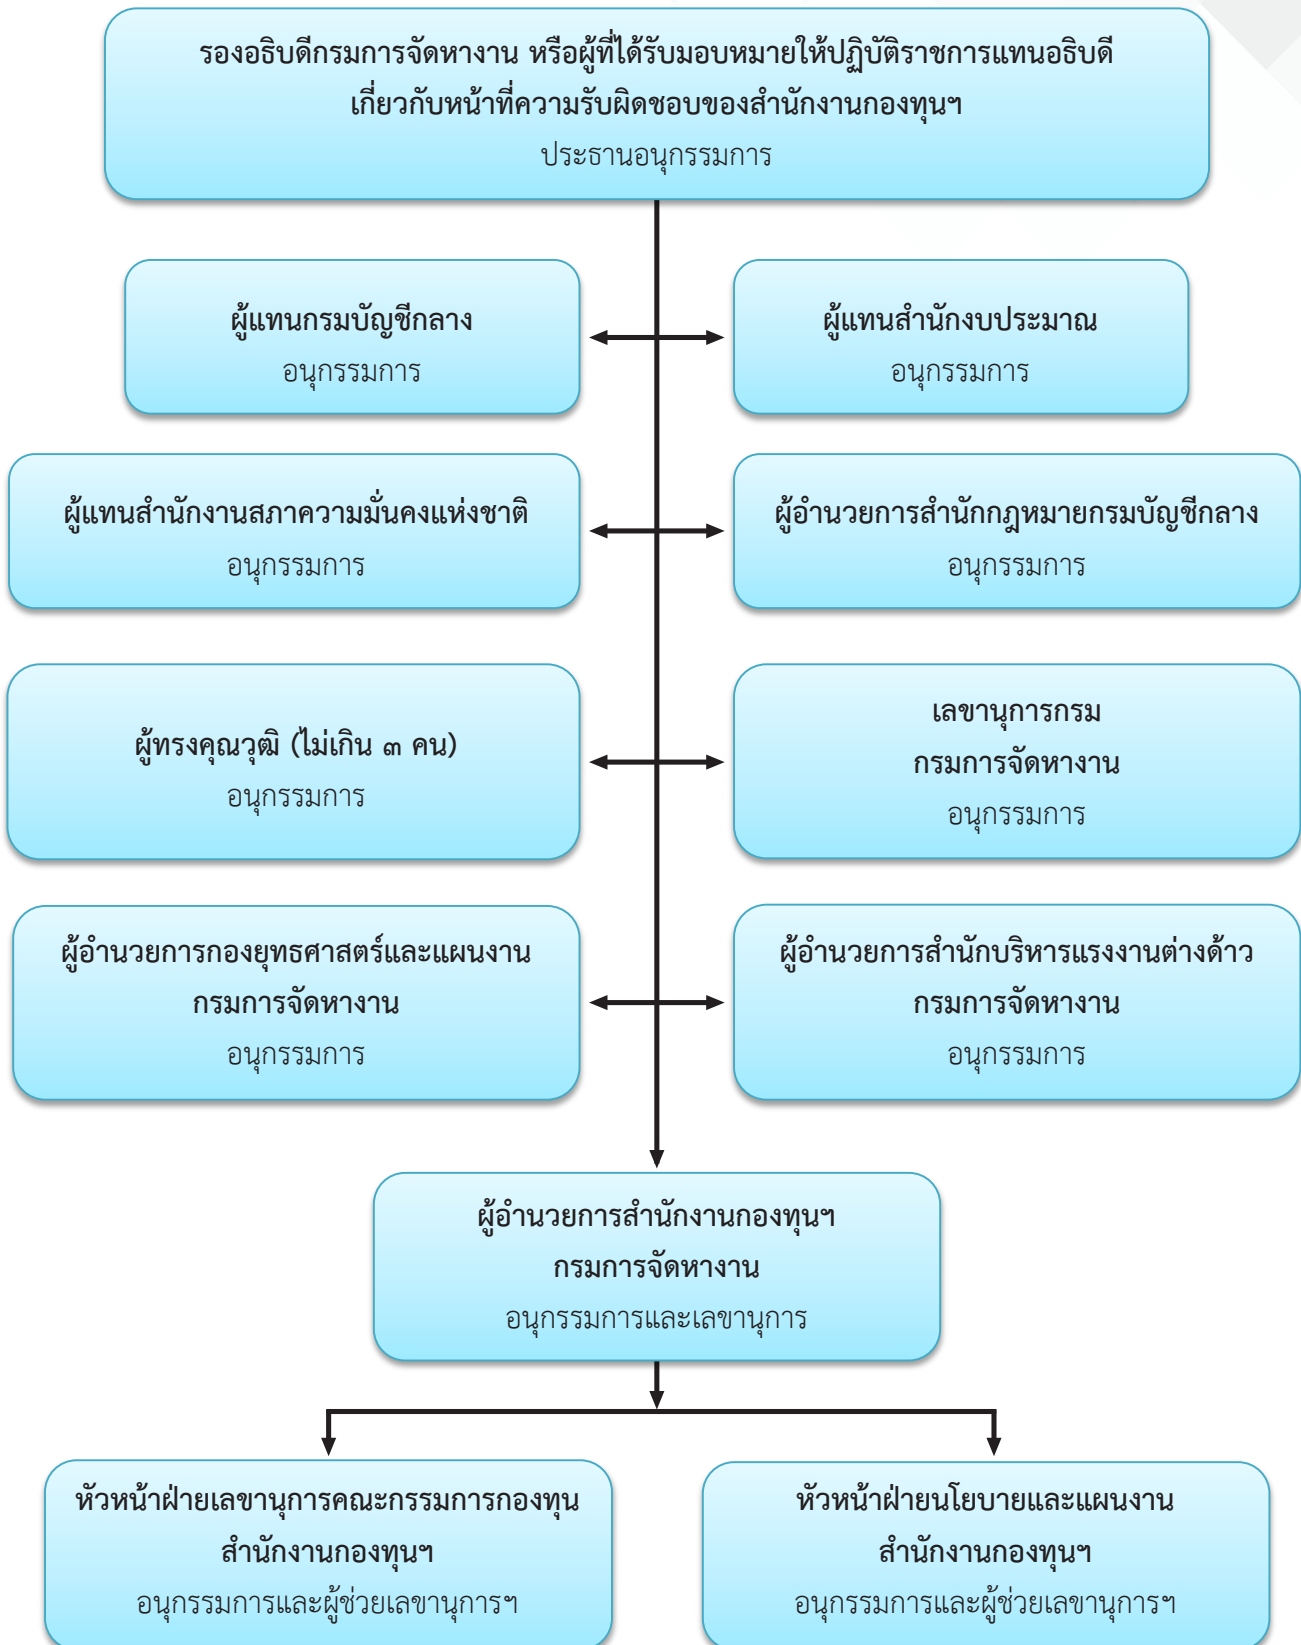 รองอธิบดีกรมการจัดหางาน หรือผู้ที่ได้รับมอบหมายให้ปฏิบัติราชการแทนอธิบดี
เกี่ยวกับหน้าที่ความรับผิดชอบของสำนักงานกองทุนฯ
ประธานอนุกรรมการ
ผู้แทนกรมบัญชีกลาง
อนุกรรมการ
ผู้แทนสำนักงบประมาณ
อนุกรรมการ
ผู้แทนสำนักงานสภาความมั่นคงแห่งชาติ
อนุกรรมการ
ผู้อำนวยการสำนักกฎหมายกรมบัญชีกลาง
อนุกรรมการ
ผู้ทรงคุณวุฒิ (ไม่เกิน ๓ คน)
อนุกรรมการ
เลขานุการกรม
กรมการจัดหางาน
อนุกรรมการ
ผู้อำนวยการกองยุทธศาสตร์และแผนงาน
กรมการจัดหางาน
อนุกรรมการ
ผู้อำนวยการสำนักบริหารแรงงานต่างด้าว
กรมการจัดหางาน
อนุกรรมการ
ผู้อำนวยการสำนักงานกองทุนฯ
กรมการจัดหางาน
อนุกรรมการและเลขานุการ
หัวหน้าฝ่ายเลขานุการคณะกรรมการกองทุน
สำนักงานกองทุนฯ
อนุกรรมการและผู้ช่วยเลขานุการฯ
หัวหน้าฝ่ายนโยบายและแผนงาน
สำนักงานกองทุนฯ
อนุกรรมการและผู้ช่วยเลขานุการฯ